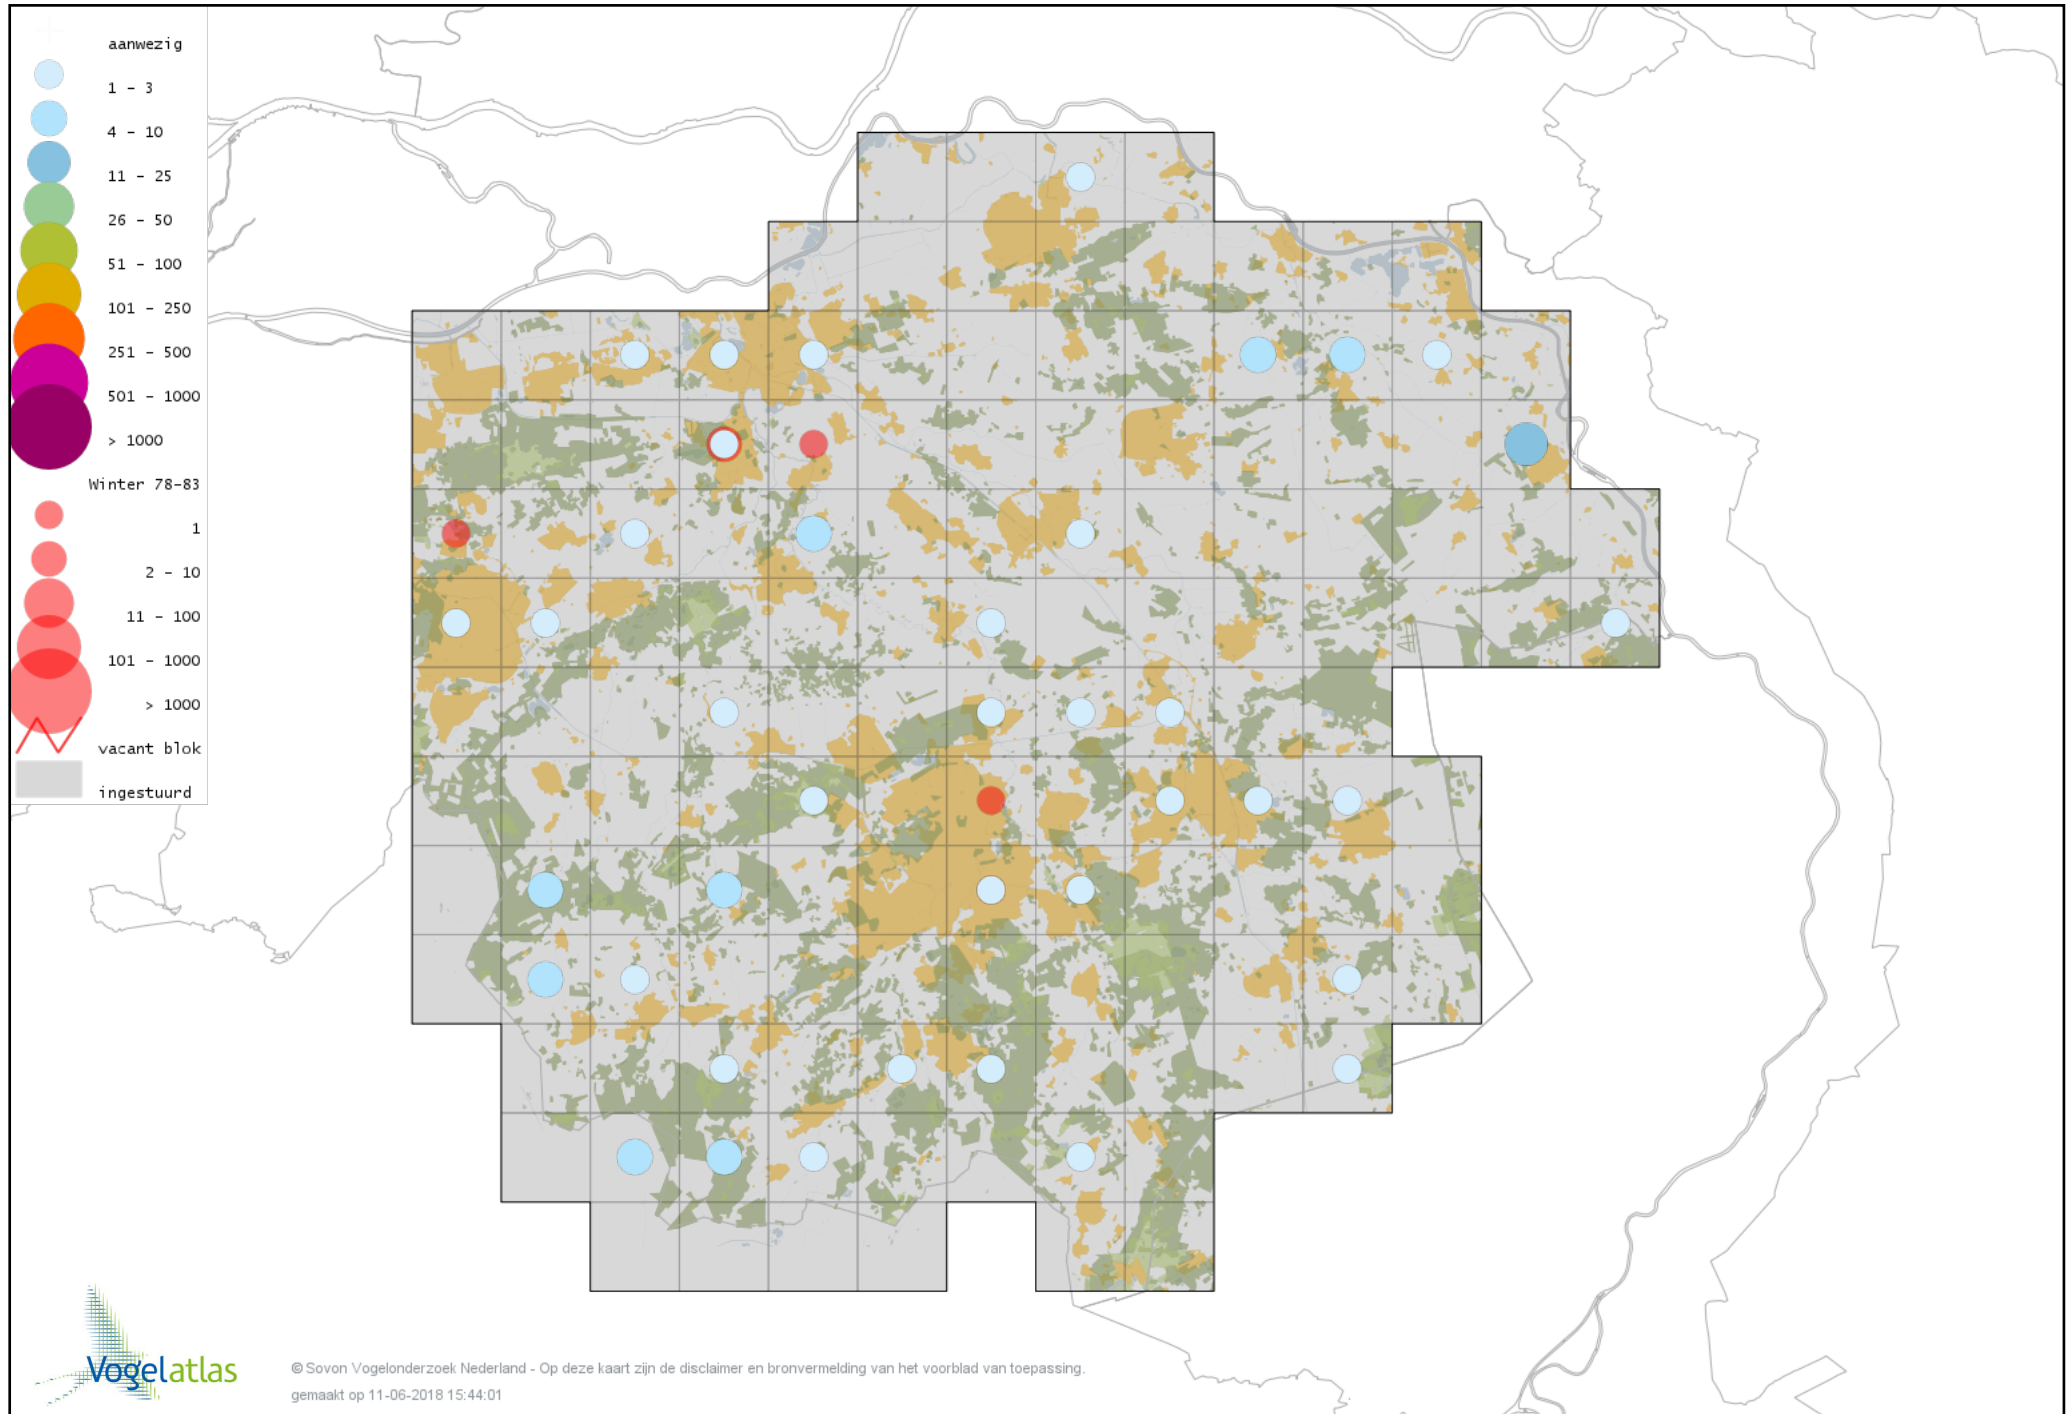 aanwezig
1 - 3
4 - 10
11 - 25
26 - 50
51 - 100
101 - 250
251 - 500
501 - 1000
> 1000
Winter 78-83
1
2 - 10
11 - 100
101 - 1000
> 1000
vacant blok
ingestuurd
Vogelatlas
© Sovon Vogelonderzoek Nederland - Op deze kaart zijn de disclaimer en bronvermelding van het voorblad van toepassing.
gemaakt op 11-06-2018 15:44:01